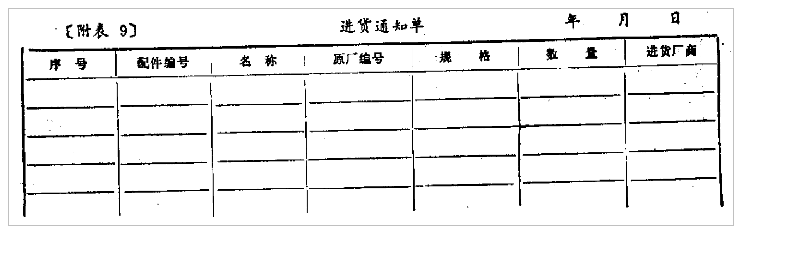 〔附表 9〕 进货通知单 年 月 日
序号 配件编号 名称 原厂编号 规格 数量 进货厂商